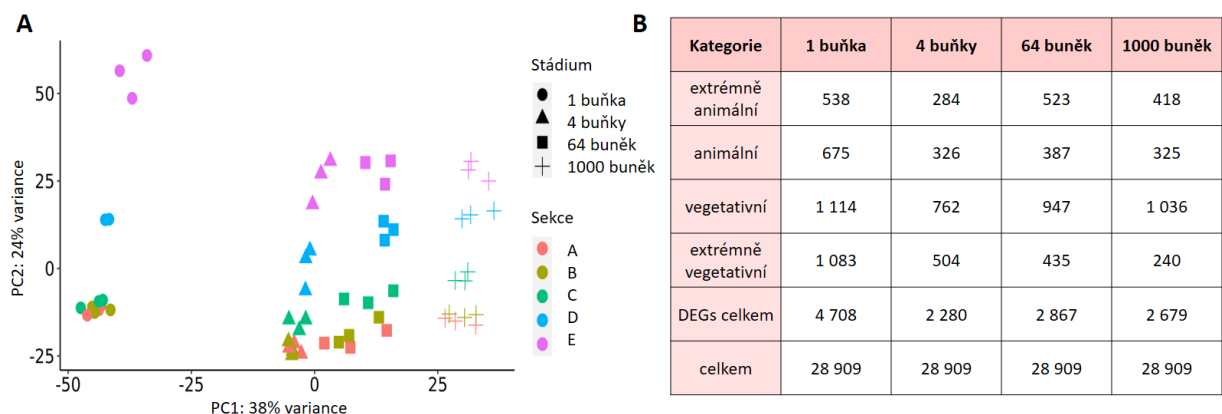 A
PC2: 24% variance
50
25
0
-25
-50
-25
0
25
PC1: 38% variance
Stádium
1 buňka
4 buňky
64 buněk
1000 buněk
Sekce
A
B
C
D
E
B
Kategorie 1 buňka 4 buňky 64 buněk 1000 buněk
extrémně
animální 538 284 523 418
animální 675 326 387 325
vegetativní 1 114 762 947 1 036
extrémně
vegetativní 1 083 504 435 240
DEGs celkem 4 708 2 280 2 867 2 679
celkem 28 909 28 909 28 909 28 909